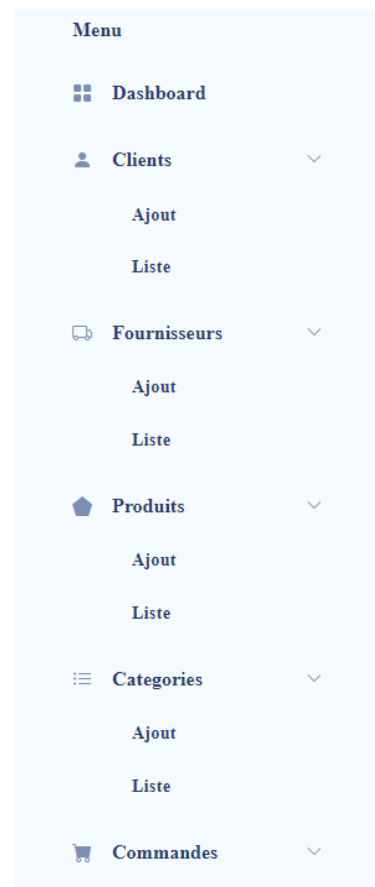 Menu
Dashboard
Clients
Ajout
Liste
Fournisseurs
Ajout
Liste
Produits
Ajout
Liste
Categories
Ajout
Liste
Commandes